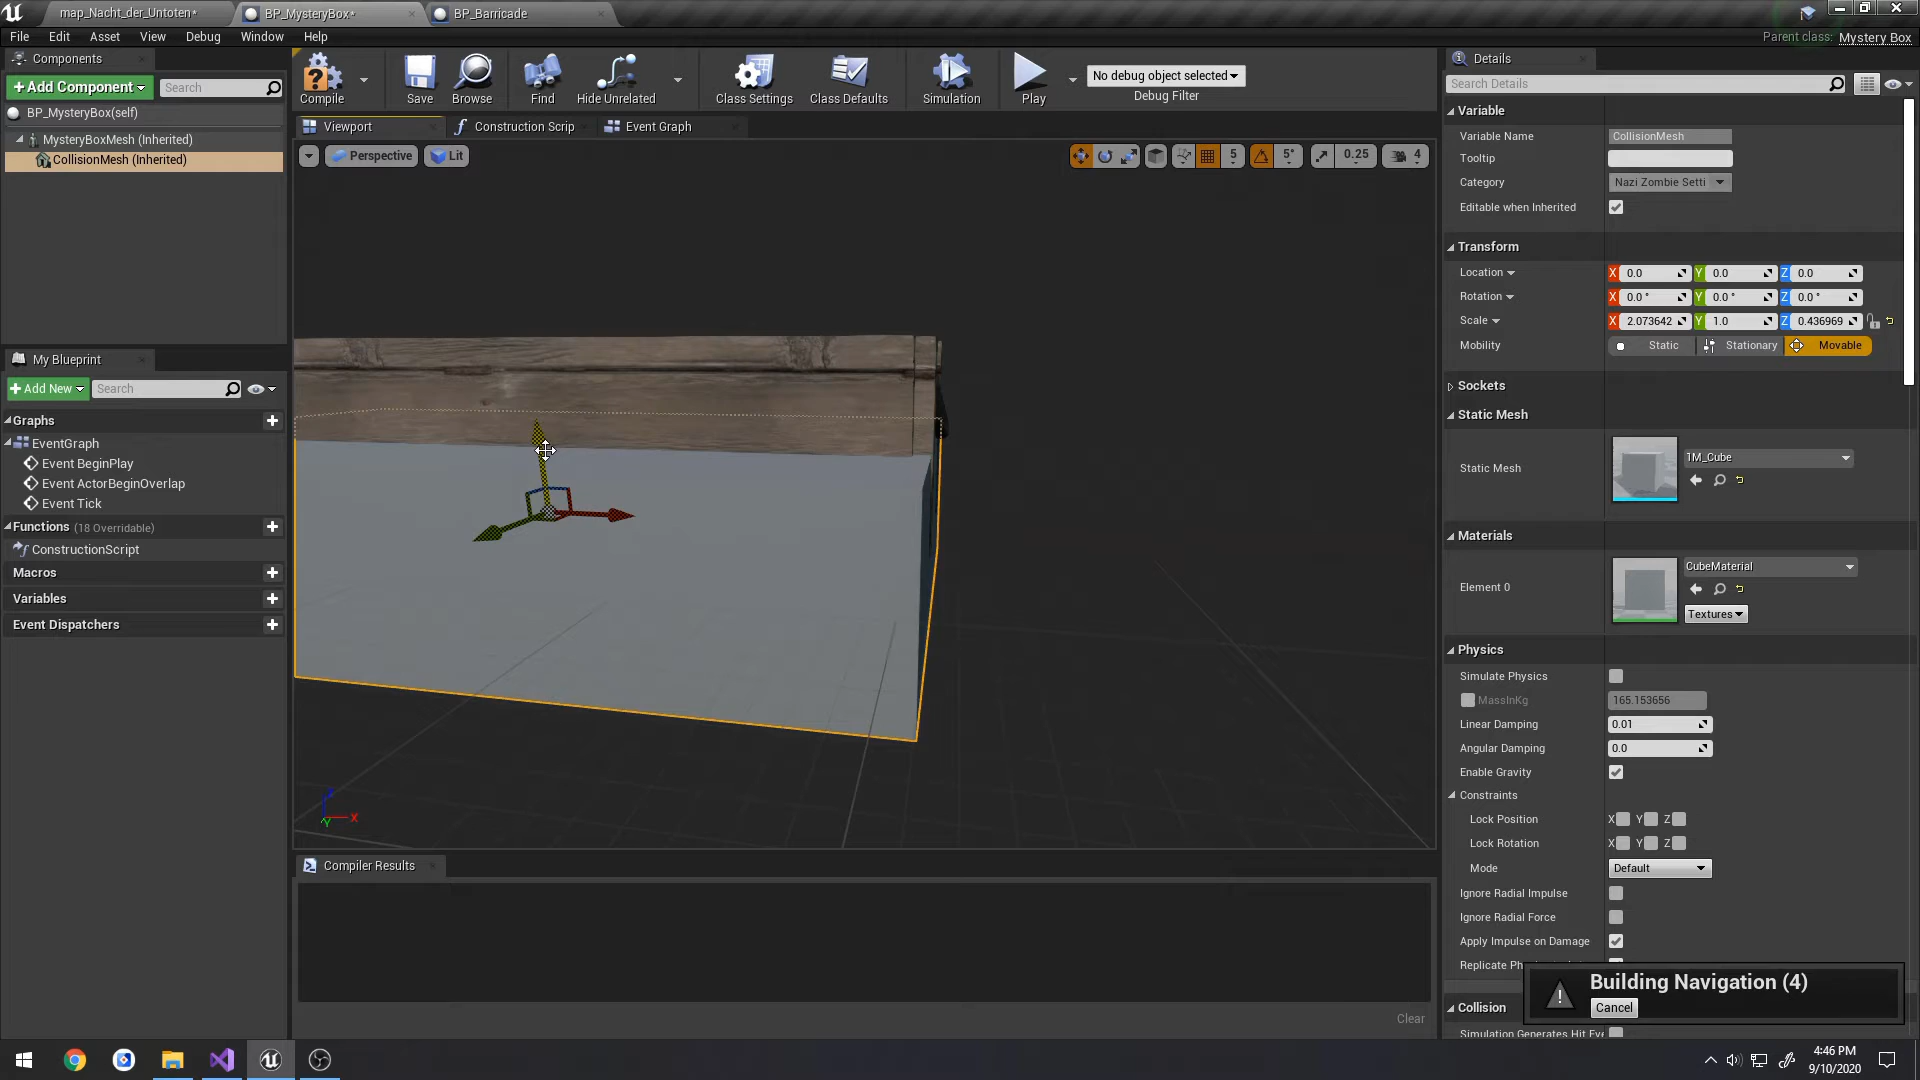 map_Nacht_der_Untoten*
BP_MysteryBox*
BP_Barricade
File Edit Asset View Debug Window Help
Parent class: Mystery Box
Components
+Add Component
Search
BP_MysteryBox(self)
MysteryBoxMesh (Inherited)
CollisionMesh (Inherited)
Compile
Save
Browse
Find
Hide Unrelated
Class Settings
Class Defaults
Simulation
Play
No debug object selected
Debug Filter
Viewport
Construction Scrip
Event Graph
Perspective
Lit
5
5°
0.25
4
My Blueprint
+Add New
Search
Graphs
EventGraph
Event BeginPlay
Event ActorBeginOverlap
Event Tick
Functions (18 Overridable)
ConstructionScript
Macros
Variables
Event Dispatchers
X
Y
Compiler Results
Clear
Details
Search Details
Variable
Variable Name CollisionMesh
Tooltip
Category Nazi Zombie Setti
Editable when Inherited
Transform
Location X 0.0 Y 0.0 Z 0.0
Rotation X 0.0 ° Y 0.0 ° Z 0.0 °
Scale X 2.073642 Y 1.0 Z 0.436969
Mobility Static Stationary Movable
Sockets
Static Mesh
Static Mesh 1M_Cube
Materials
Element 0 CubeMaterial
Textures
Physics
Simulate Physics
MassInKg 165.153656
Linear Damping 0.01
Angular Damping 0.0
Enable Gravity
Constraints
Lock Position X Y Z
Lock Rotation X Y Z
Mode Default
Ignore Radial Impulse
Ignore Radial Force
Apply Impulse on Damage
Collision
Building Navigation (4)
Cancel
4:46 PM
9/10/2020